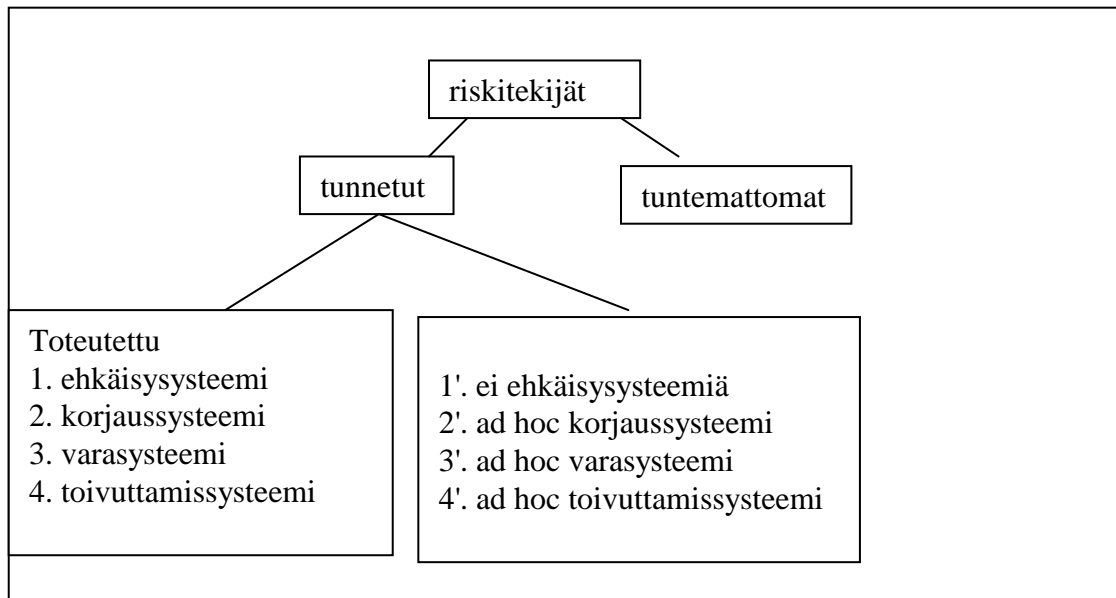 riskitekijät
tunnetut
tuntemattomat
Toteutettu
1. ehkäisysysteemi
2. korjaussysteemi
3. varasysteemi
4. toivuttamissysteemi
1'. ei ehkäisysysteemiä
2'. ad hoc korjaussysteemi
3'. ad hoc varasysteemi
4'. ad hoc toivuttamissysteemi